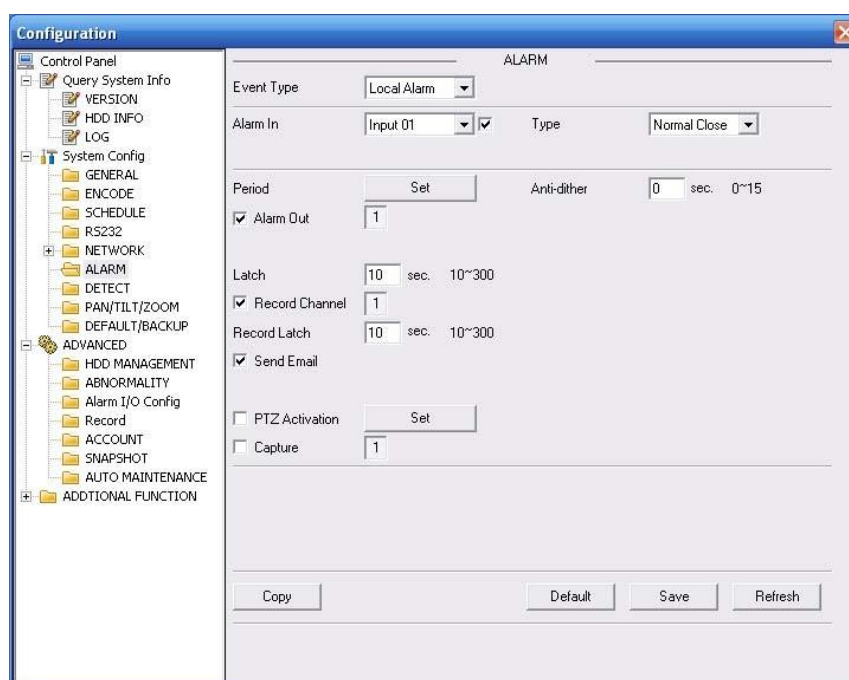 Configuration
Control Panel
Query System Info
VERSION
HDD INFO
LOG
System Config
GENERAL
ENCODE
SCHEDULE
RS232
NETWORK
ALARM
DETECT
PAN/TILT/ZOOM
DEFAULT/BACKUP
ADVANCED
HDD MANAGEMENT
ABNORMALITY
Alarm I/O Config
Record
ACCOUNT
SNAPSHOT
AUTO MAINTENANCE
ADDTIONAL FUNCTION
ALARM
Event Type Local Alarm
Alarm In Input 01 Type Normal Close
Period Set Anti-dither 0 sec. 0~15
Alarm Out 1
Latch 10 sec. 10~300
Record Channel 1
Record Latch 10 sec. 10~300
Send Email
PTZ Activation Set
Capture 1
Copy Default Save Refresh